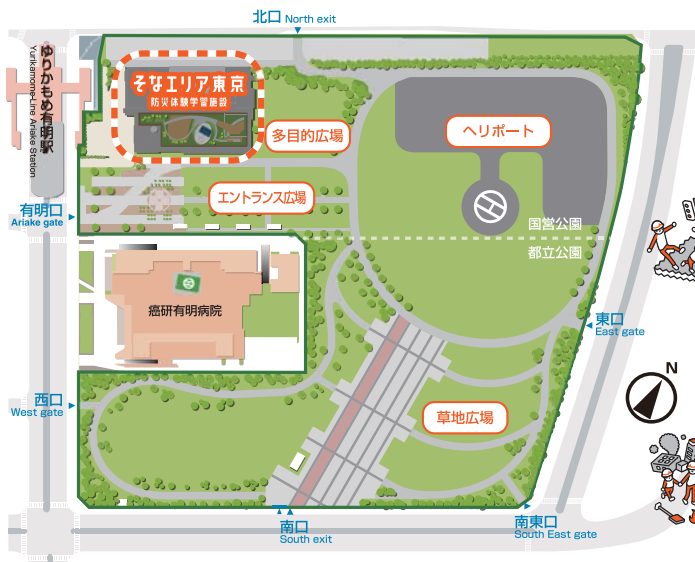 北口 North exit
ゆりかもめ有明駅
Yurikamome-Line Ariake Station
そなエリア東京
防災体験学習施設
多目的広場
ヘリポート
エントランス広場
有明口
Ariake gate
国営公園
都立公園
癌研有明病院
東口
East gate
N
西口
West gate
草地広場
南口
South exit
南東口
South East gate